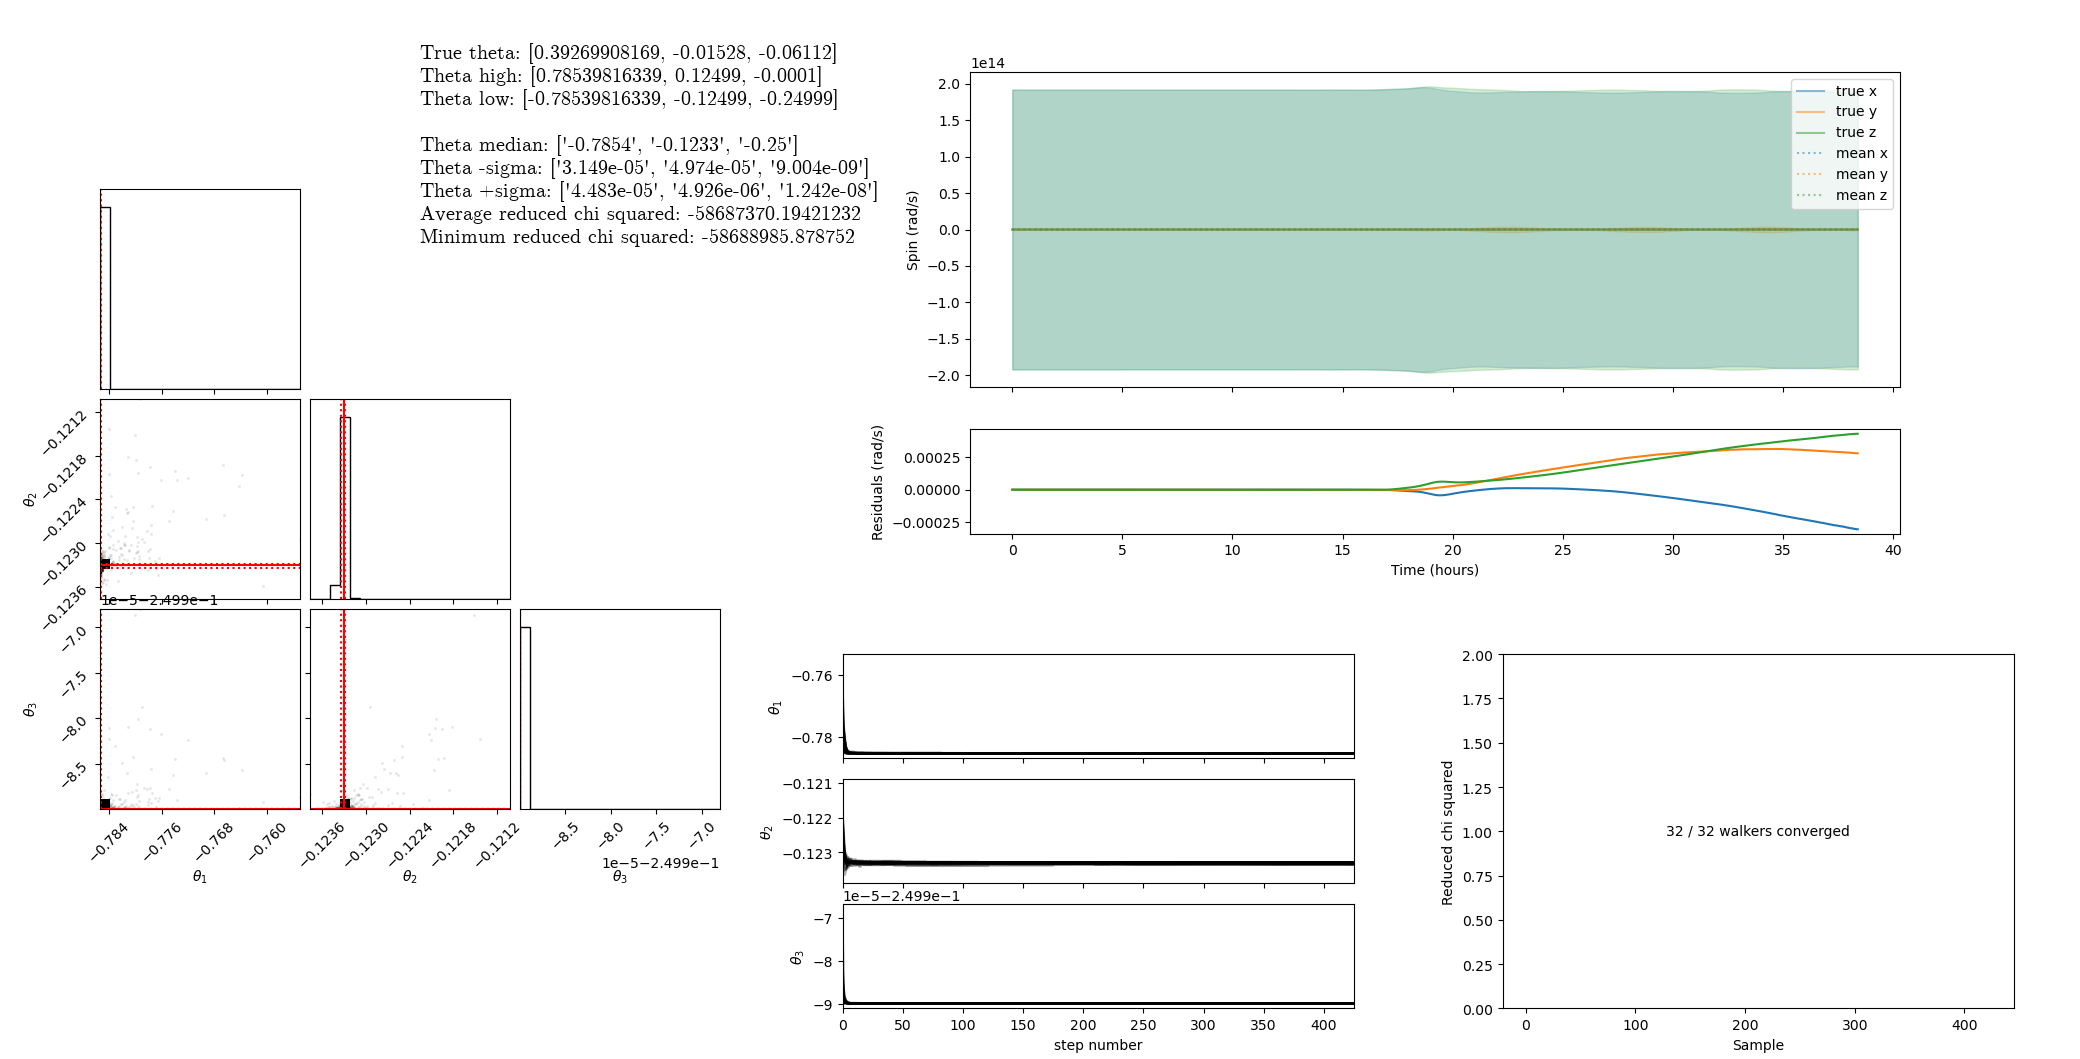 True theta: [0.39269908169, -0.01528, -0.06112]
Theta high: [0.78539816339, 0.12499, -0.0001]
Theta low: [-0.78539816339, -0.12499, -0.24999]
Theta median: ['-0.7854', '-0.1233', '-0.25']
Theta -sigma: ['3.149e-05', '4.974e-05', '9.004e-09']
Theta +sigma: ['4.483e-05', '4.926e-06', '1.242e-08']
Average reduced chi squared: -58687370.19421232
Minimum reduced chi squared: -58688985.878752
θ2
−0.1212
−0.1218
−0.1224
−0.1230
−0.1236
1e−5−2.499e−1
θ3
−7.0
−7.5
−8.0
−8.5
−0.784 −0.776 −0.768 −0.760
θ1
−0.1236 −0.1230 −0.1224 −0.1218 −0.1212
θ2
−8.5 −8.0 −7.5 −7.0
1e−5−2.499e−1
θ3
1e14
Spin (rad/s)
2.0
1.5
1.0
0.5
0.0
−0.5
−1.0
−1.5
−2.0
true x
true y
true z
mean x
mean y
mean z
Residuals (rad/s)
0.00025
0.00000
−0.00025
0 5 10 15 20 25 30 35 40
Time (hours)
θ1
−0.76
−0.78
θ2
−0.121
−0.122
−0.123
1e−5−2.499e−1
θ3
−7
−8
−9
0 50 100 150 200 250 300 350 400
step number
Reduced chi squared
2.00
1.75
1.50
1.25
1.00
0.75
0.50
0.25
0.00
32 / 32 walkers converged
0 100 200 300 400
Sample